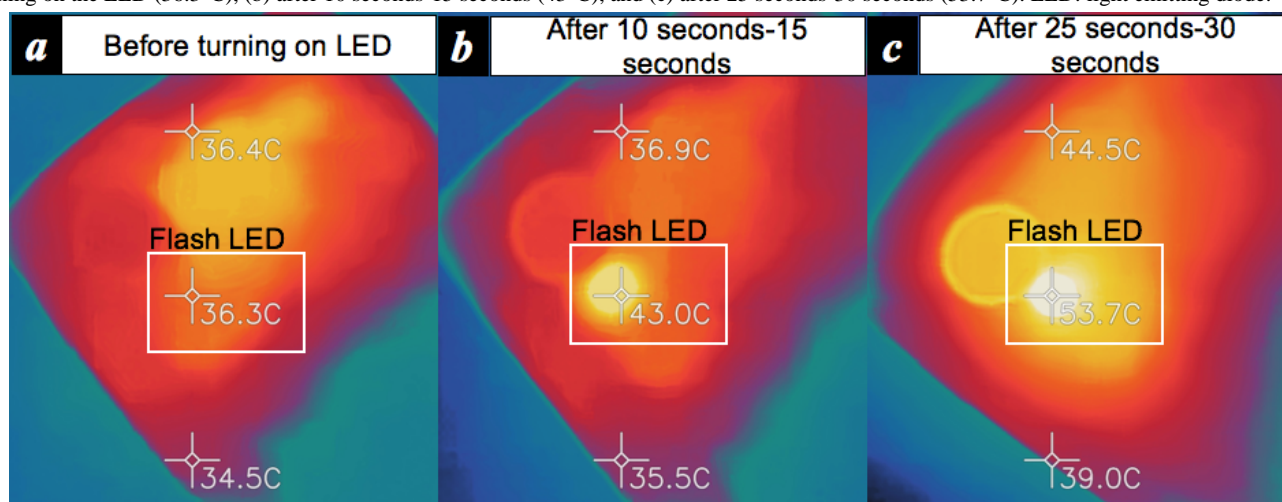 a
Before turning on LED
b
After 10 seconds-15
seconds
c
After 25 seconds-30
seconds
36.4C
Flash LED
36.3C
34.5C
36.9C
Flash LED
43.0C
35.5C
44.5C
Flash LED
53.7C
39.0C